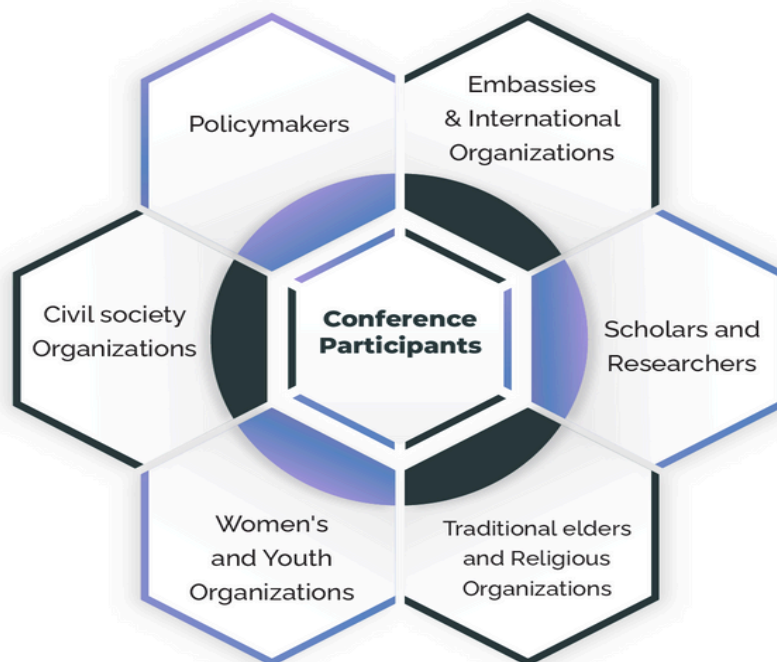 Policymakers
Embassies
& International
Organizations
Civil society
Organizations
Conference
Participants
Scholars and
Researchers
Women's
and Youth
Organizations
Traditional elders
and Religious
Organizations